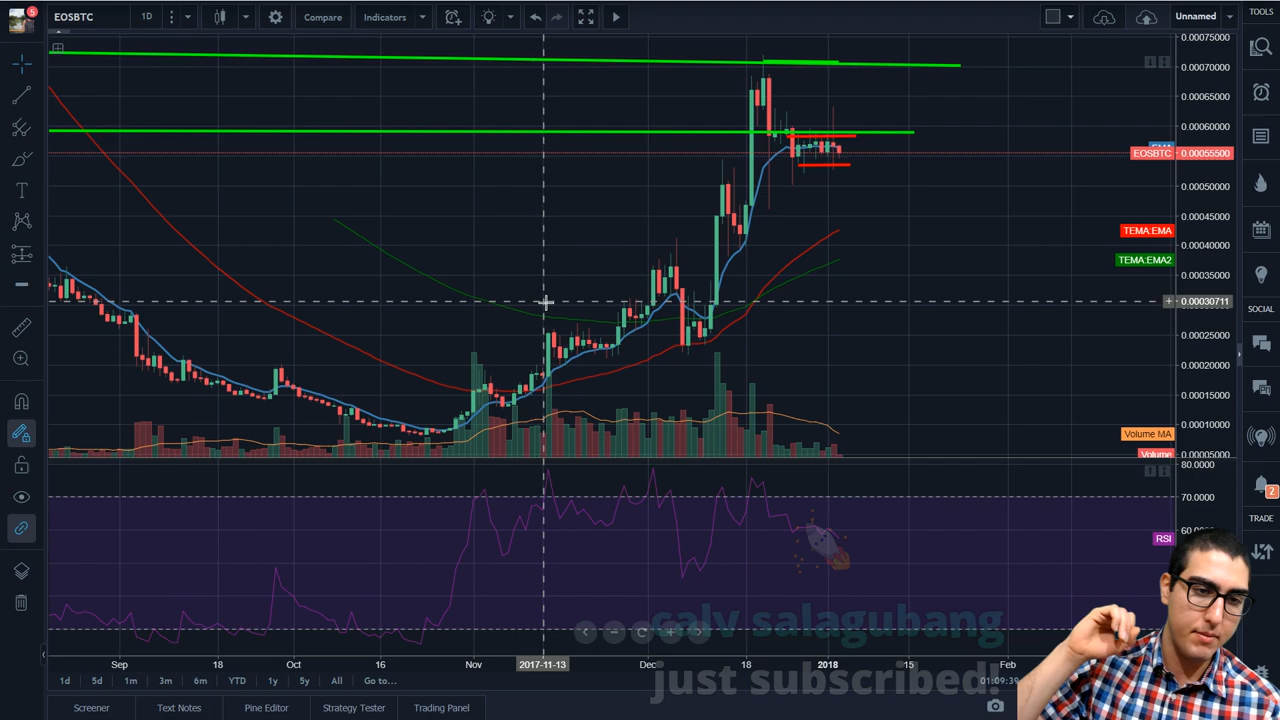 5
EOSBTC
1D
Compare
Indicators
Unnamed
TOOLS
0.00075000
0.00070000
0.00065000
0.00060000
EMA
EOSBTC
0.00055500
0.00050000
0.00045000
TEMA:EMA
0.00040000
TEMA:EMA2
0.00035000
+
0.00030711
SOCIAL
0.00025000
0.00020000
0.00015000
0.00010000
Volume MA
Volume
0.00005000
80.0000
70.0000
2
TRADE
60.0000
RSI
calv salagubang
just subscribed!
Sep
18
Oct
16
Nov
2017-11-13
Dec
18
2018
15
Feb
1d
5d
1m
3m
6m
YTD
1y
5y
All
Go to...
01:09:39
Screener
Text Notes
Pine Editor
Strategy Tester
Trading Panel